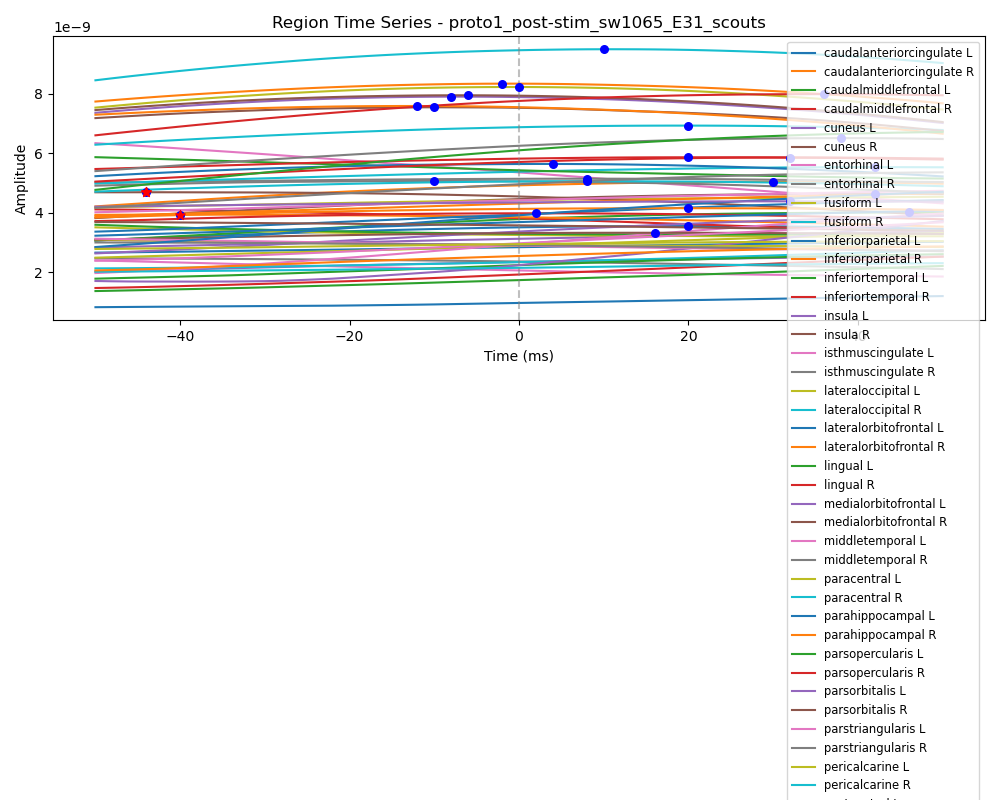 Region Time Series - proto1_post-stim_sw1065_E31_scouts
1e−9
8
6
4
2
Amplitude
−40
−20
0
20
Time (ms)
caudalanteriorcingulate L
caudalanteriorcingulate R
caudalmiddlefrontal L
caudalmiddlefrontal R
cuneus L
cuneus R
entorhinal L
entorhinal R
fusiform L
fusiform R
inferiorparietal L
inferiorparietal R
inferiortemporal L
inferiortemporal R
insula L
insula R
isthmuscingulate L
isthmuscingulate R
lateraloccipital L
lateraloccipital R
lateralorbitofrontal L
lateralorbitofrontal R
lingual L
lingual R
medialorbitofrontal L
medialorbitofrontal R
middletemporal L
middletemporal R
paracentral L
paracentral R
parahippocampal L
parahippocampal R
parsopercularis L
parsopercularis R
parsorbitalis L
parsorbitalis R
parstriangularis L
parstriangularis R
pericalcarine L
pericalcarine R